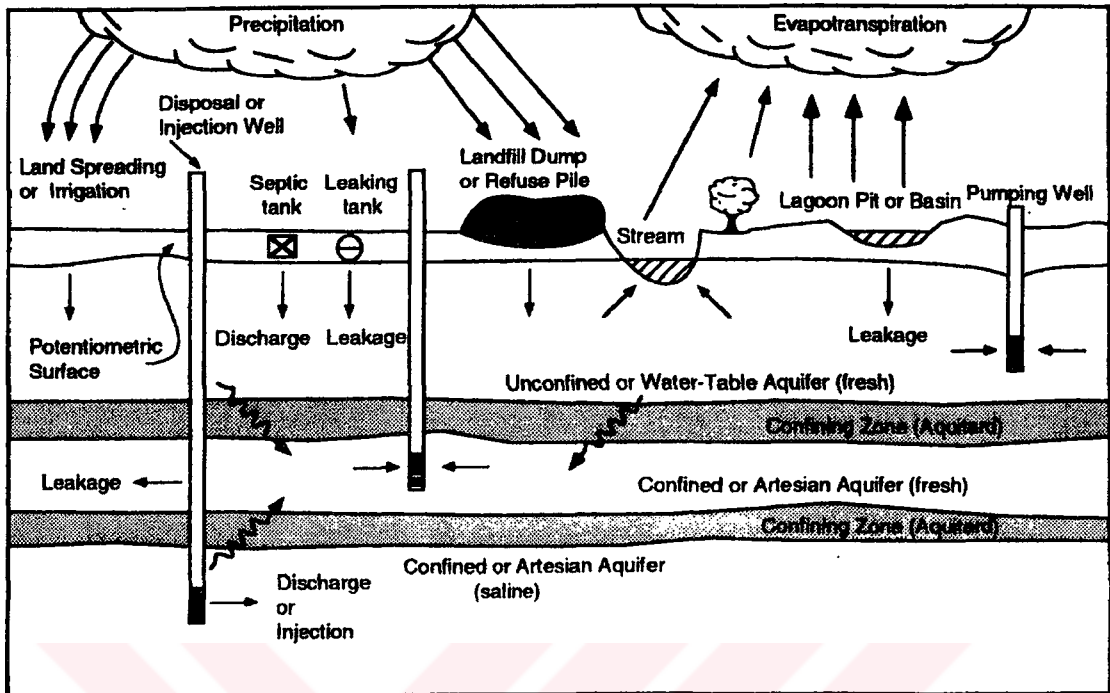 Precipitation
Evapotranspiration
Disposal or
Injection Well
Land Spreading
or Irrigation
Septic
tank
Leaking
tank
Landfill Dump
or Refuse Pile
Stream
Lagoon Pit or Basin
Pumping Well
Potentiometric
Surface
Discharge
Leakage
Leakage
Unconfined or Water-Table Aquifer (fresh)
Confining Zone (Aquitard)
Leakage
Confined or Artesian Aquifer (fresh)
Confining Zone (Aquitard)
Confined or Artesian Aquifer
(saline)
Discharge
or
Injection